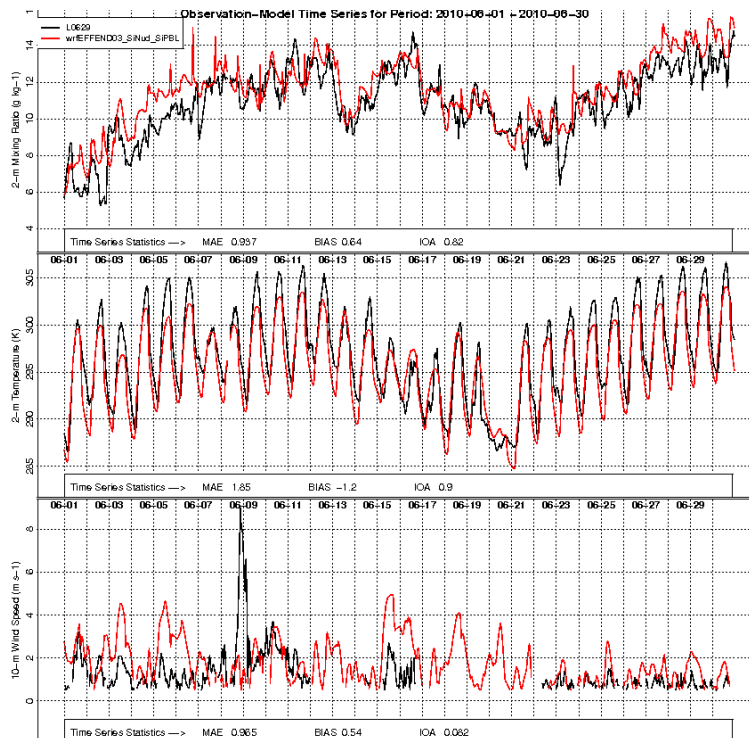 Observation-Model Time Series for Period: 2010-06-01 - 2010-06-30
L0629
wrfEFFEND03_SiNud_SiPBL
2-m Mixing Ratio (g kg-1)
14
12
10
8
6
4
Time Series Statistics —> MAE 0.937 BIAS 0.64 IOA 0.82
06-01 06-03 06-05 06-07 06-09 06-11 06-13 06-15 06-17 06-19 06-21 06-23 06-25 06-27 06-29
2-m Temperature (K)
305
300
295
290
285
Time Series Statistics —> MAE 1.85 BIAS -1.2 IOA 0.9
06-01 06-03 06-05 06-07 06-09 06-11 06-13 06-15 06-17 06-19 06-21 06-23 06-25 06-27 06-29
10-m Wind Speed (m s-1)
8
6
4
2
0
Time Series Statistics —> MAE 0.965 BIAS 0.54 IOA 0.062